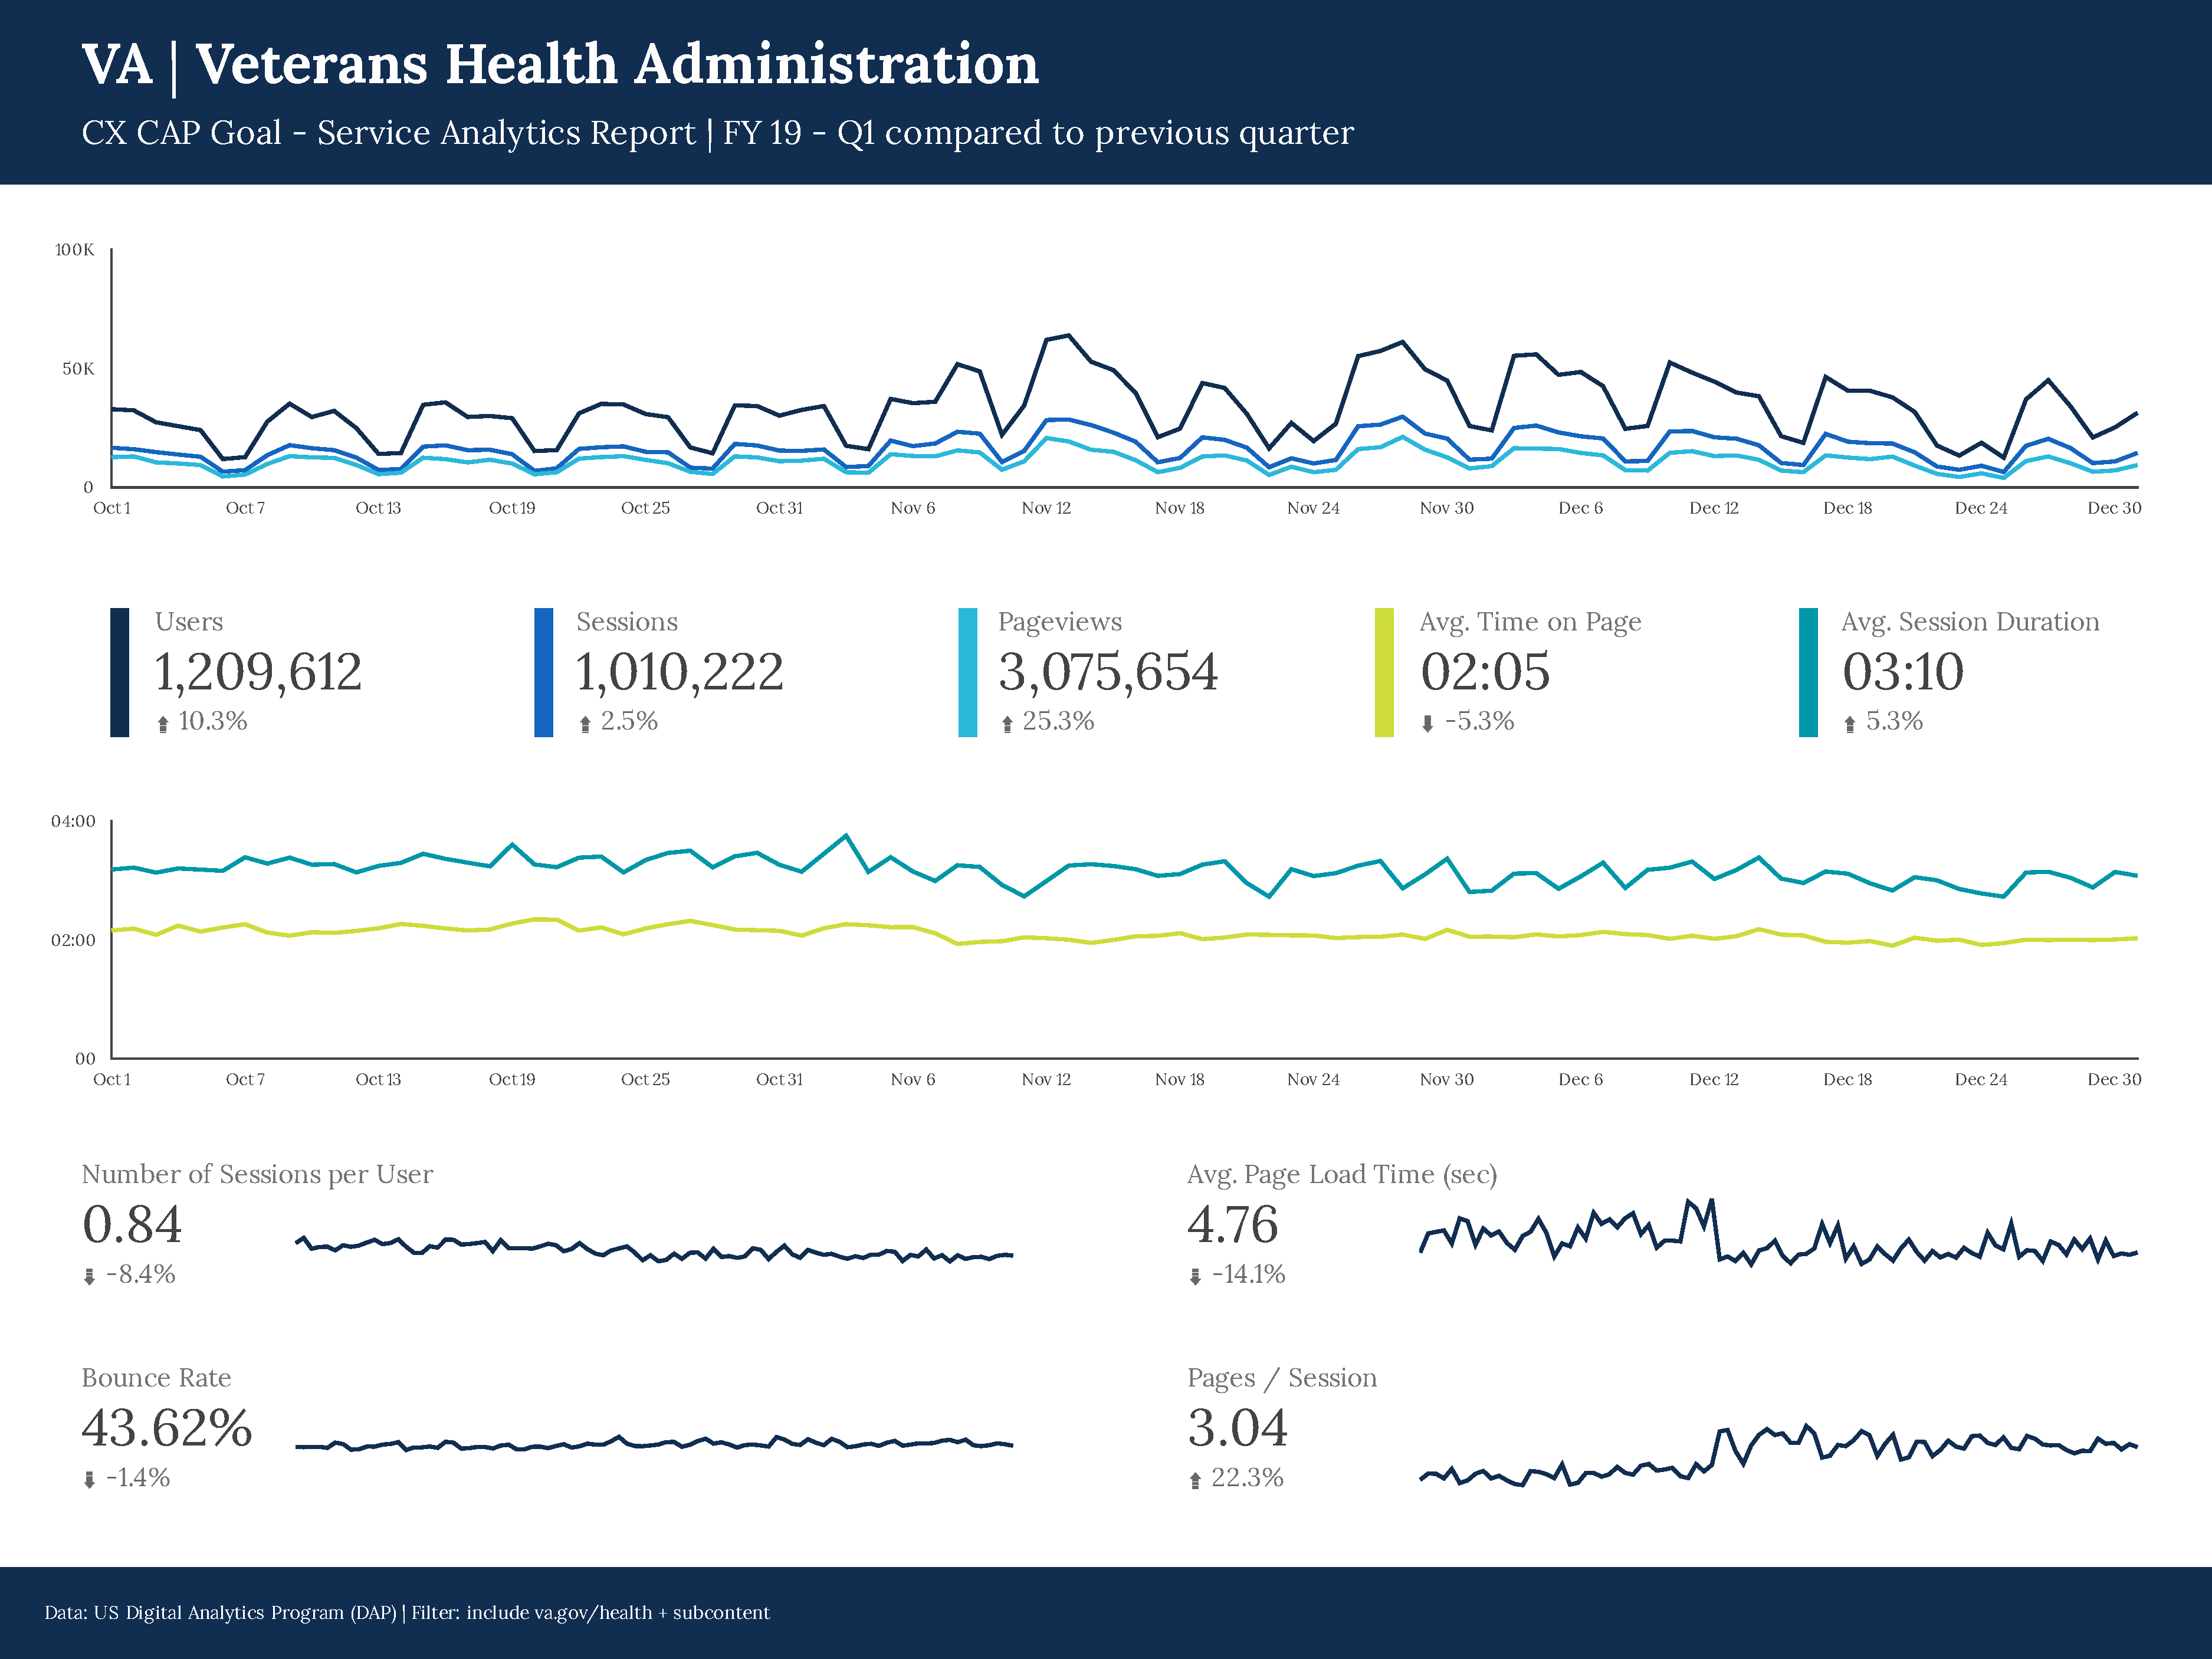 VA | Veterans Health Administration
CX CAP Goal - Service Analytics Report | FY 19 - Q1 compared to previous quarter
100K
50K
0
Oct 1 Oct 7 Oct 13 Oct 19 Oct 25 Oct 31 Nov 6 Nov 12 Nov 18 Nov 24 Nov 30 Dec 6 Dec 12 Dec 18 Dec 24 Dec 30
Users Sessions Pageviews Avg. Time on Page Avg. Session Duration
1,209,612 1,010,222 3,075,654 02:05 03:10
10.3% 2.5% 25.3% -5.3% 5.3%
04:00
02:00
00
Oct 1 Oct 7 Oct 13 Oct 19 Oct 25 Oct 31 Nov 6 Nov 12 Nov 18 Nov 24 Nov 30 Dec 6 Dec 12 Dec 18 Dec 24 Dec 30
Number of Sessions per User
0.84
-8.4%
Avg. Page Load Time (sec)
4.76
-14.1%
Bounce Rate
43.62%
-1.4%
Pages / Session
3.04
22.3%
Data: US Digital Analytics Program (DAP) | Filter: include va.gov/health + subcontent